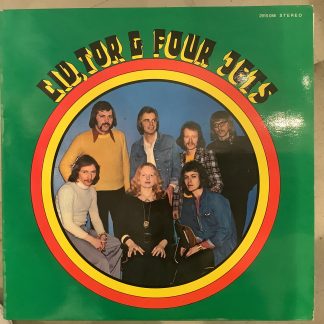 STEREO
LIV, TOR & FOUR JETS